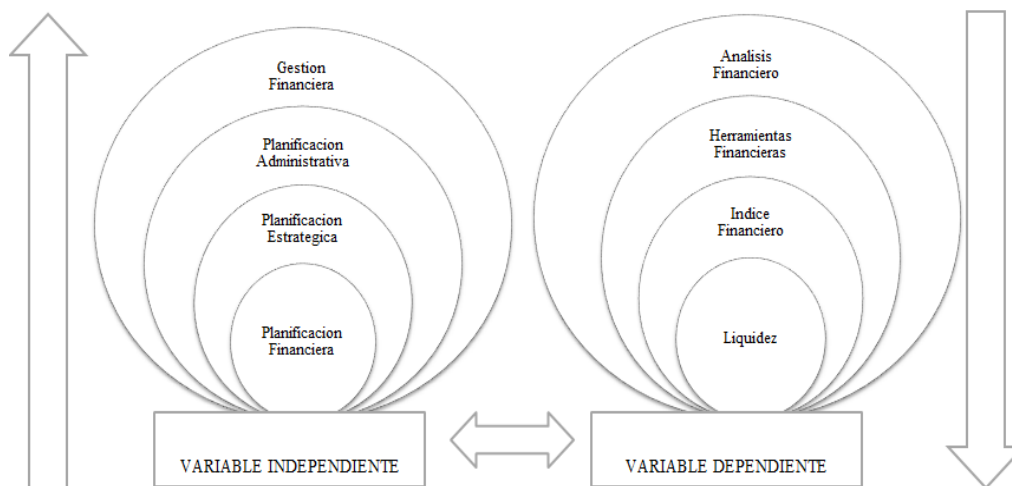 Gestion
Financiera
Planificacion
Administrativa
Planificacion
Estrategica
Planificacion
Financiera
VARIABLE INDEPENDIENTE
Analisis
Financiero
Herramientas
Financieras
Indice
Financiero
Liquidez
VARIABLE DEPENDIENTE